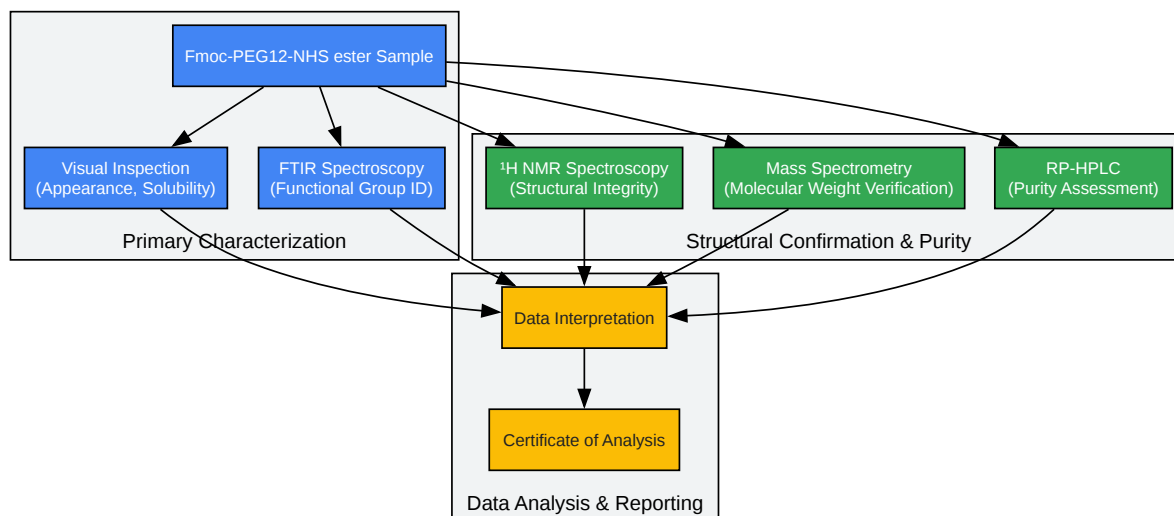 Fmoc-PEG12-NHS ester Sample
Visual Inspection
(Appearance, Solubility)
FTIR Spectroscopy
(Functional Group ID)
¹H NMR Spectroscopy
(Structural Integrity)
Mass Spectrometry
(Molecular Weight Verification)
RP-HPLC
(Purity Assessment)
Primary Characterization
Structural Confirmation & Purity
Data Interpretation
Certificate of Analysis
Data Analysis & Reporting